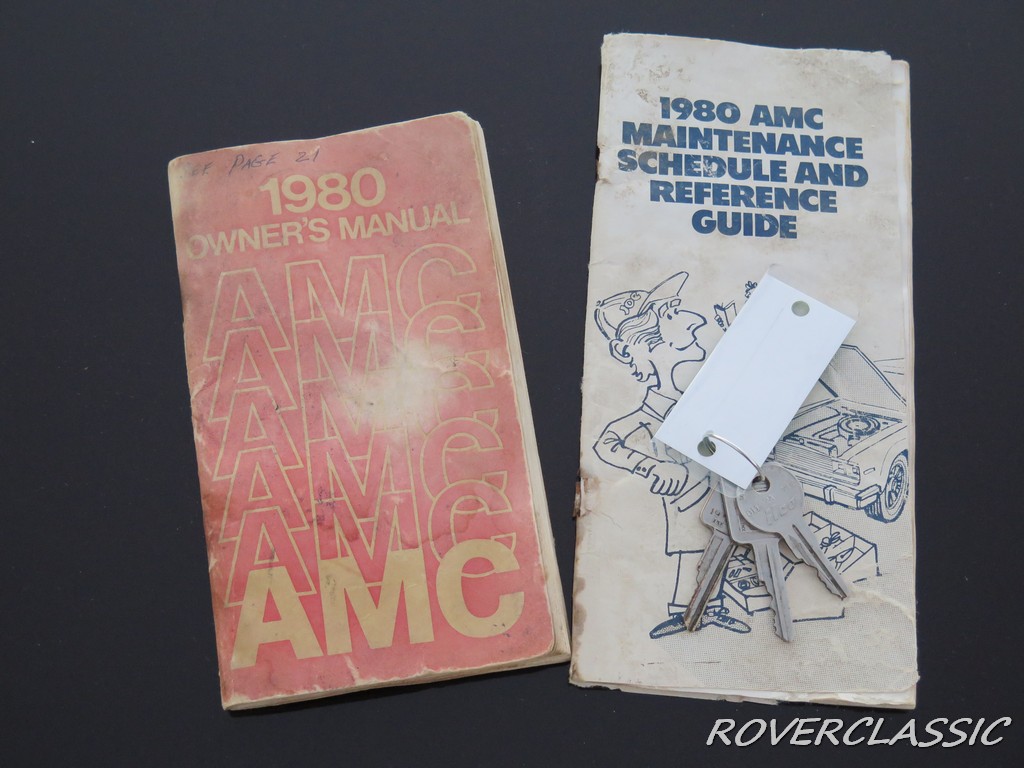 PAGE 21
1980
OWNER'S MANUAL
AMC
AMC
AMC
AMC
AMC
AMC
1980 AMC
MAINTENANCE
SCHEDULE AND
REFERENCE
GUIDE
JOE
ROVERCLASSIC